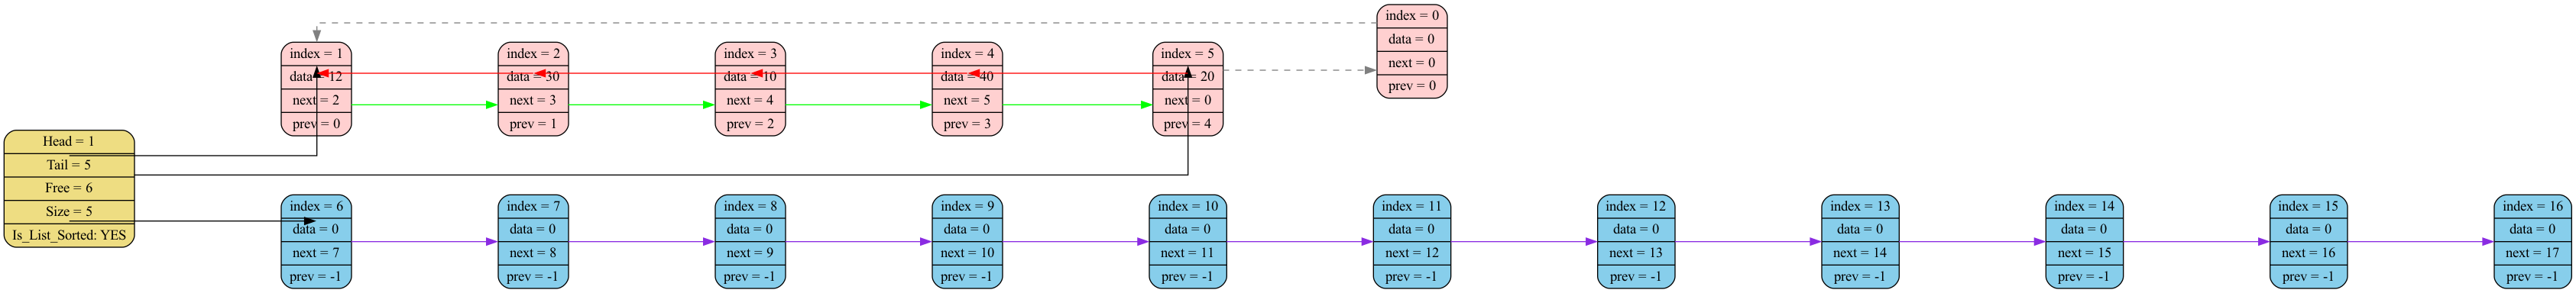 index = 0
data = 0
next = 0
prev = 0
index = 1
data = 12
next = 2
prev = 0
index = 2
data = 30
next = 3
prev = 1
index = 3
data = 10
next = 4
prev = 2
index = 4
data = 40
next = 5
prev = 3
index = 5
data = 20
next = 0
prev = 4
Head = 1
Tail = 5
Free = 6
Size = 5
Is_List_Sorted: YES
index = 6
data = 0
next = 7
prev = -1
index = 7
data = 0
next = 8
prev = -1
index = 8
data = 0
next = 9
prev = -1
index = 9
data = 0
next = 10
prev = -1
index = 10
data = 0
next = 11
prev = -1
index = 11
data = 0
next = 12
prev = -1
index = 12
data = 0
next = 13
prev = -1
index = 13
data = 0
next = 14
prev = -1
index = 14
data = 0
next = 15
prev = -1
index = 15
data = 0
next = 16
prev = -1
index = 16
data = 0
next = 17
prev = -1